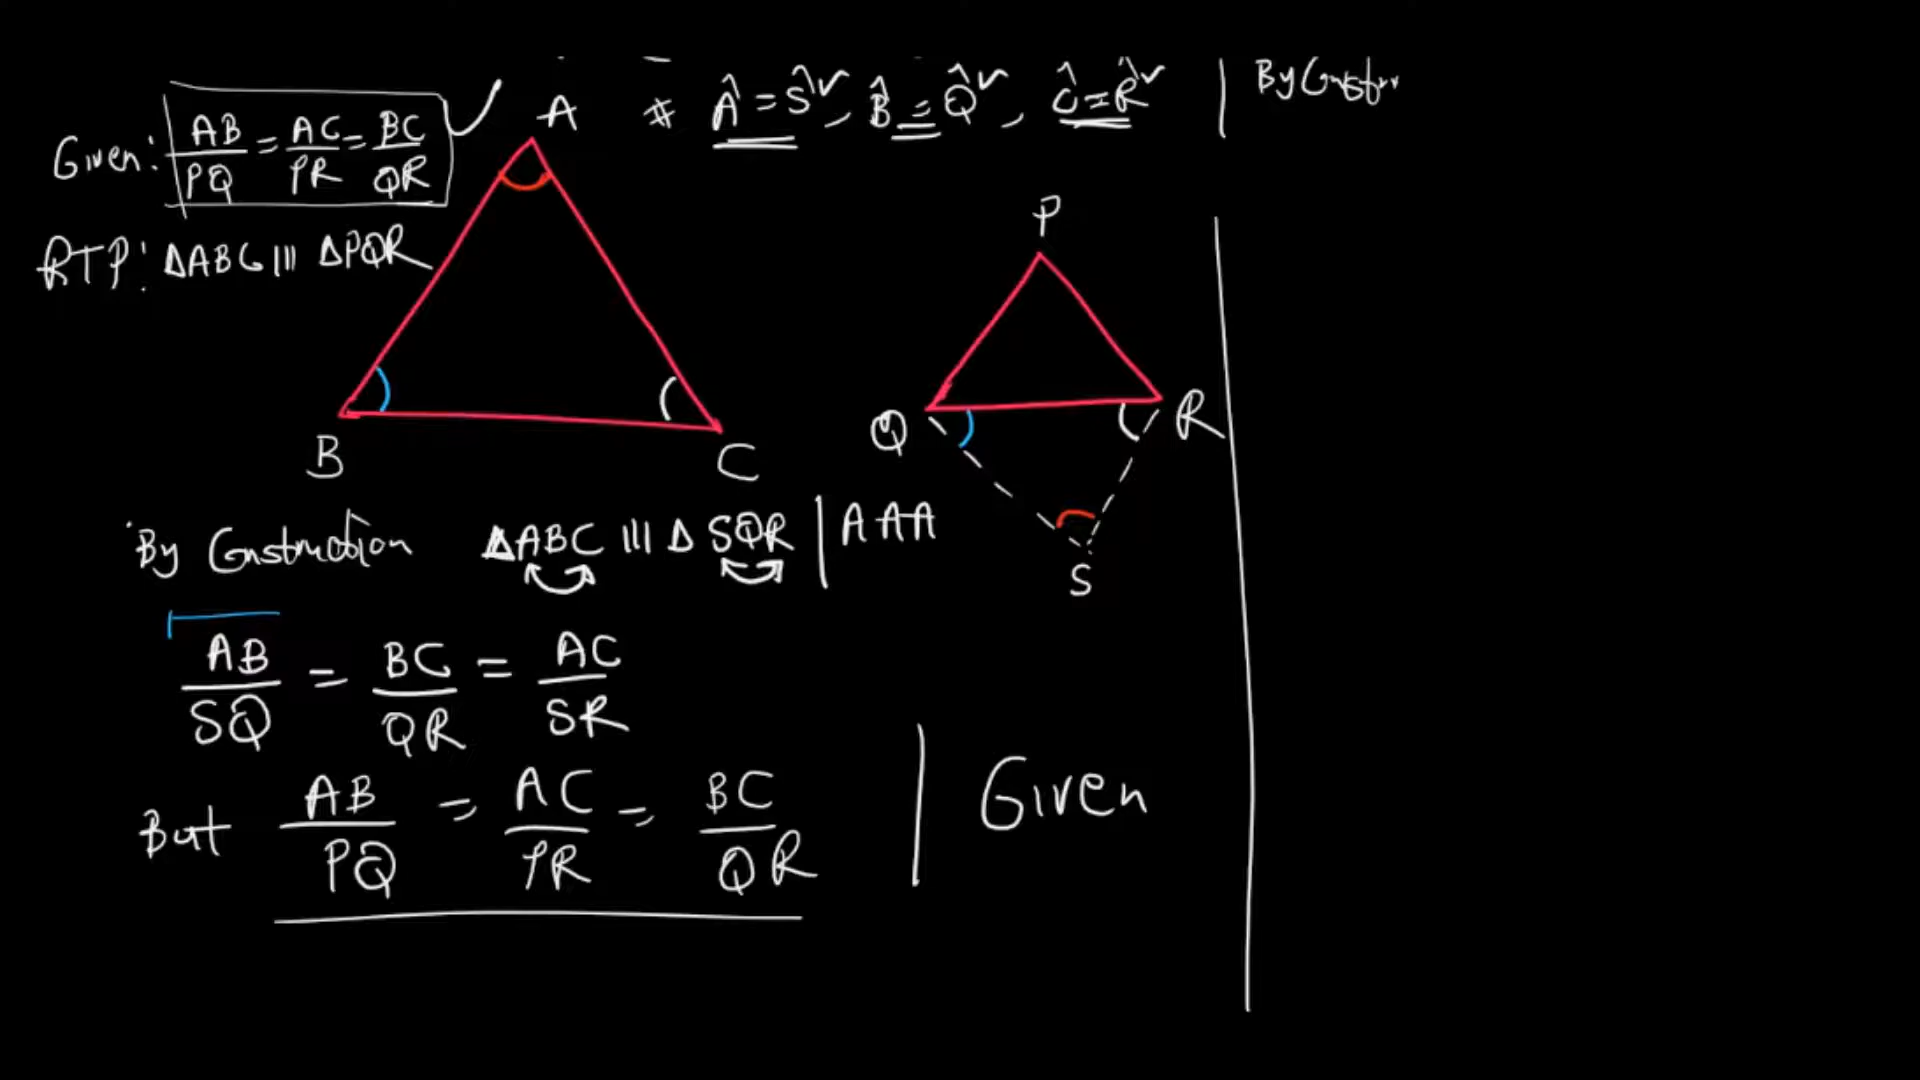 * Â = Ŝ ✓, B̂ = Q̂ ✓, Ĉ = R̂ ✓ | By Constr
Given: AB/PQ = AC/PR = BC/QR ✓
RTP: ΔABC ||| ΔPQR
A
B
C
P
Q
R
S
By Construction ΔABC ||| Δ SQR | AAA
AB/SQ = BC/QR = AC/SR
But AB/PQ = AC/PR = BC/QR | Given